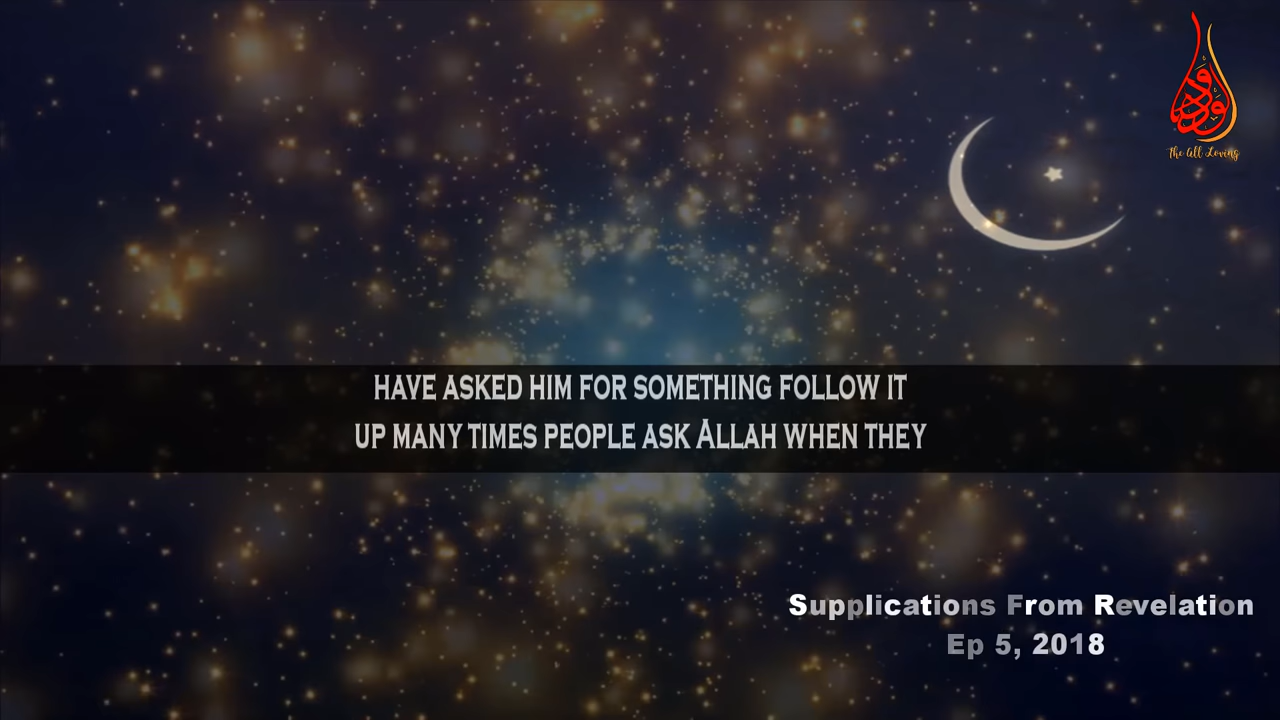 الودود
The All Loving
HAVE ASKED HIM FOR SOMETHING FOLLOW IT
UP MANY TIMES PEOPLE ASK ALLAH WHEN THEY
Supplications From Revelation
Ep 5, 2018